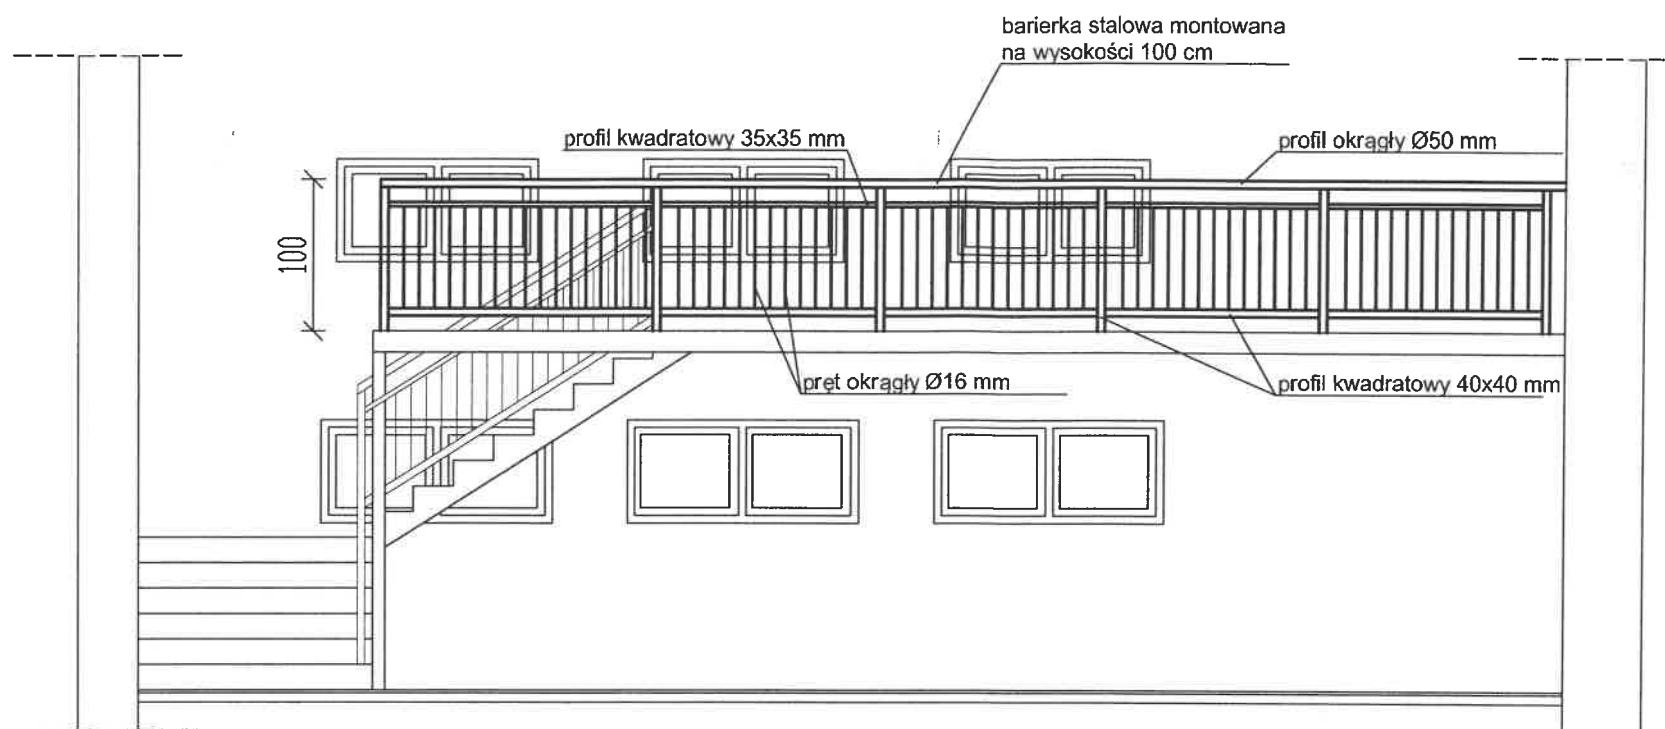 barierka stalowa montowana
na wysokości 100 cm
profil kwadratowy 35x35 mm
profil okrągły Ø50 mm
100
pręt okrągły Ø16 mm
profil kwadratowy 40x40 mm